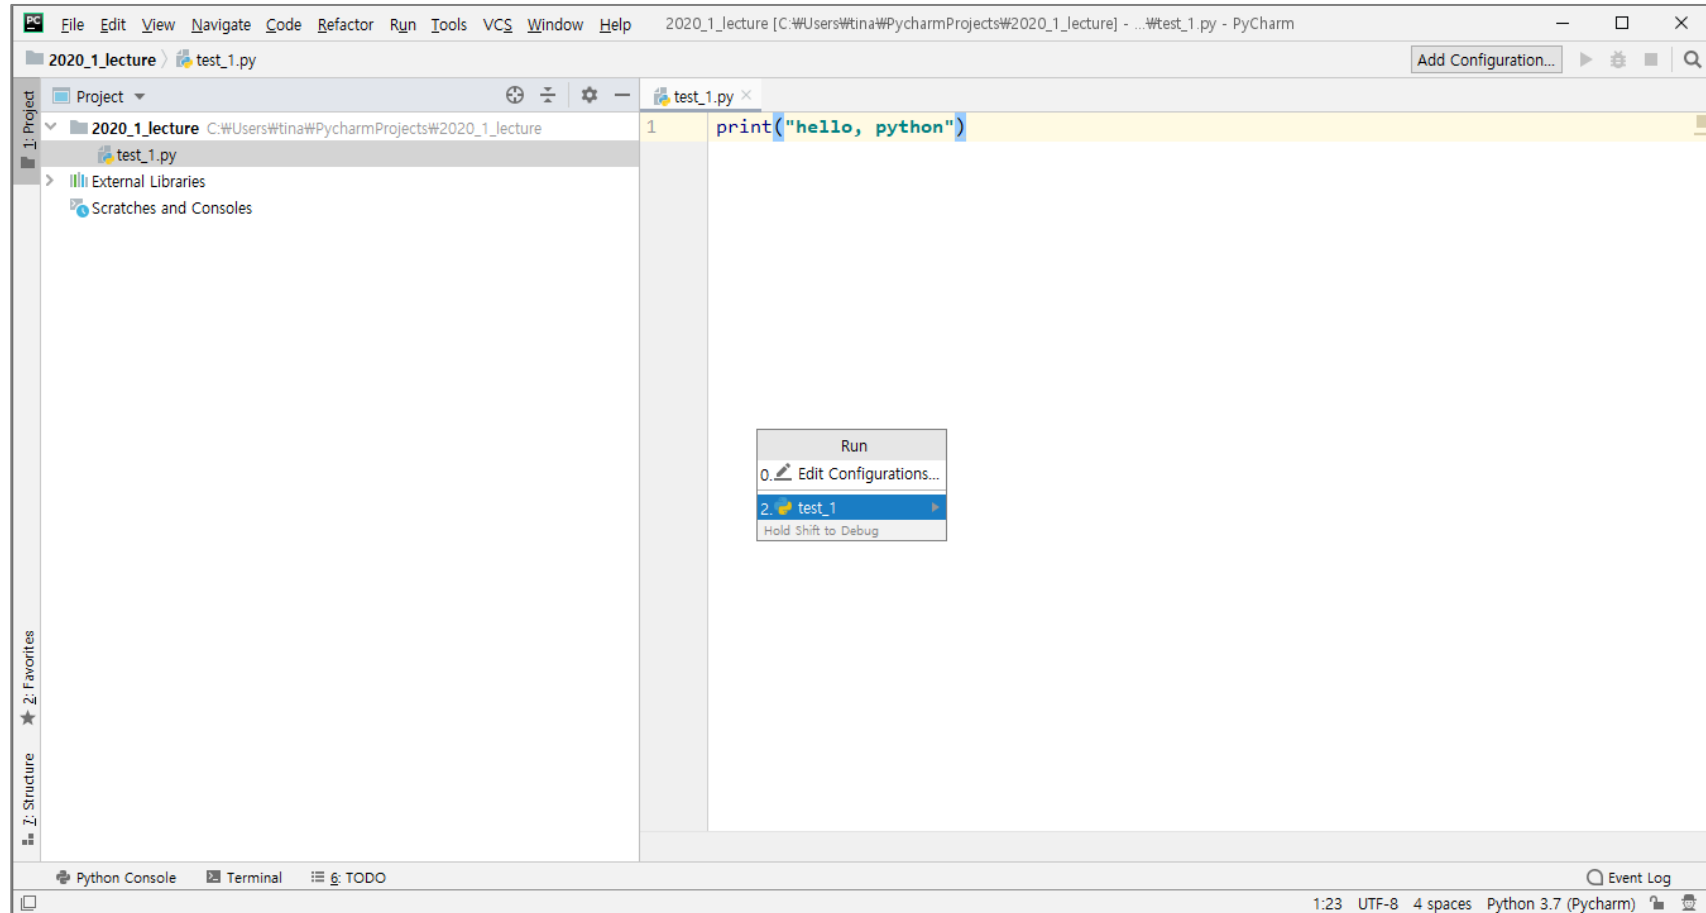 PC File Edit View Navigate Code Refactor Run Tools VCS Window Help 2020_1_lecture [C:₩Users₩tina₩PycharmProjects₩2020_1_lecture] - ...₩test_1.py - PyCharm
2020_1_lecture test_1.py Add Configuration...
1: Project
Project
test_1.py
2020_1_lecture C:₩Users₩tina₩PycharmProjects₩2020_1_lecture
test_1.py
External Libraries
Scratches and Consoles
1 print("hello, python")
Run
0. Edit Configurations...
2. test_1
Hold Shift to Debug
2: Favorites
7: Structure
Python Console Terminal 6: TODO Event Log
1:23 UTF-8 4 spaces Python 3.7 (Pycharm)